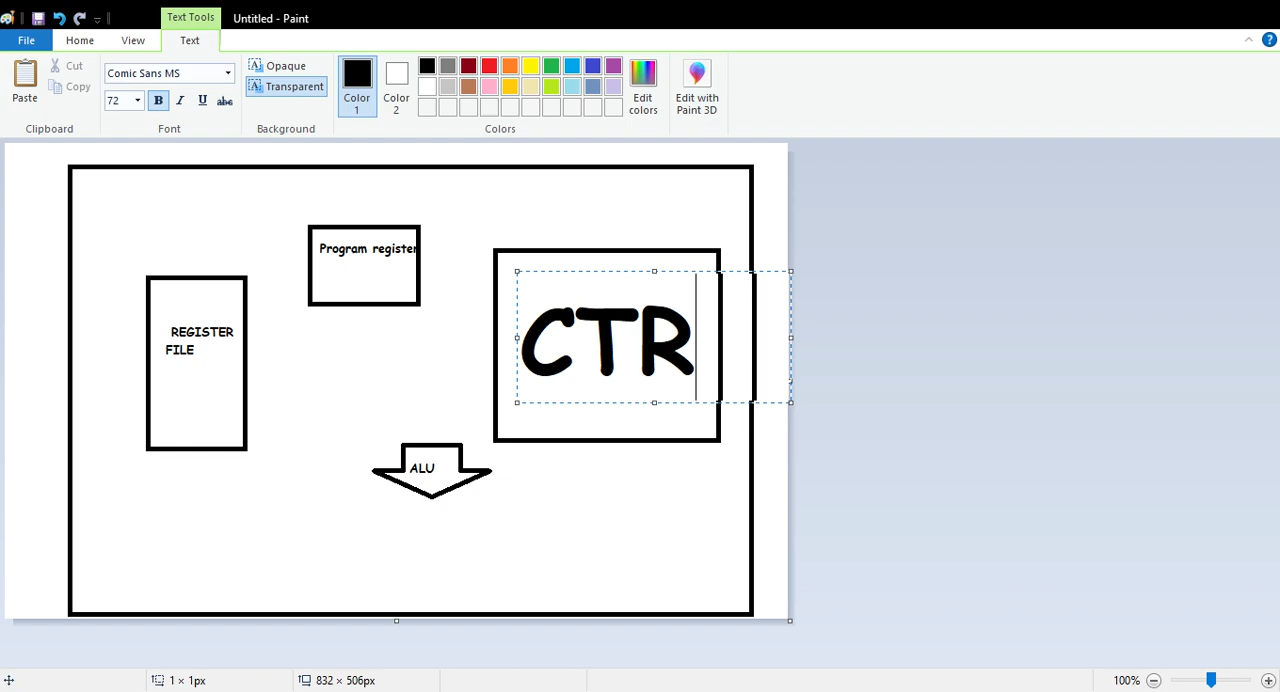 Text Tools
Untitled - Paint
File
Home
View
Text
Paste
Cut
Copy
Clipboard
Comic Sans MS
72
B I U abc
Font
Opaque
Transparent
Background
Color 1
Color 2
Edit colors
Colors
Edit with Paint 3D
Program register
REGISTER
FILE
CTR
ALU
1 × 1px
832 × 506px
100%